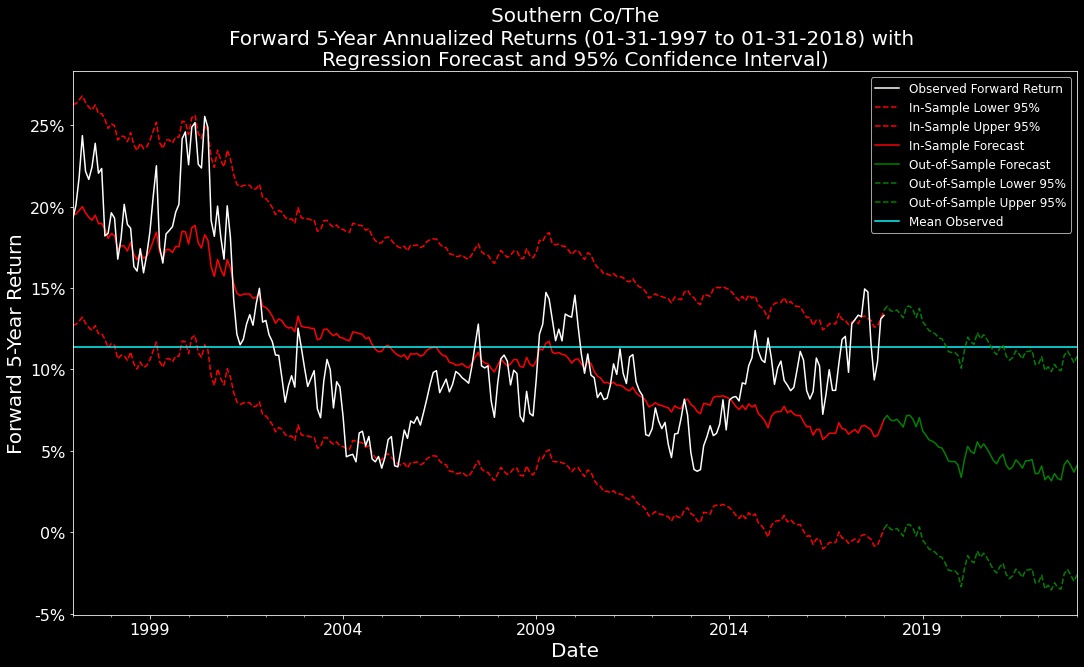 Southern Co/The
Forward 5-Year Annualized Returns (01-31-1997 to 01-31-2018) with
Regression Forecast and 95% Confidence Interval)
Observed Forward Return
In-Sample Lower 95%
In-Sample Upper 95%
In-Sample Forecast
Out-of-Sample Forecast
Out-of-Sample Lower 95%
Out-of-Sample Upper 95%
Mean Observed
Forward 5-Year Return
25%
20%
15%
10%
5%
0%
-5%
1999
2004
2009
2014
2019
Date